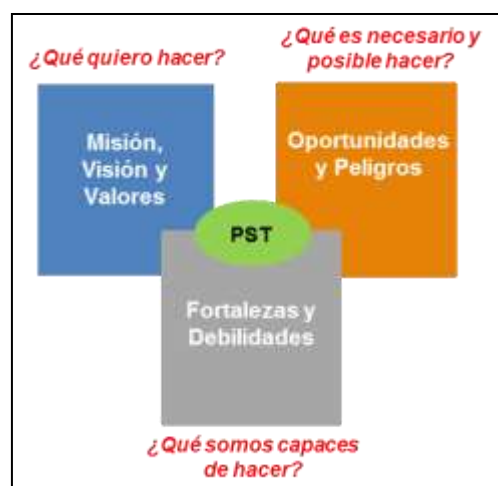 ¿Qué quiero hacer?
¿Qué es necesario y
posible hacer?
Misión,
Visión y
Valores
Oportunidades
y Peligros
PST
Fortalezas y
Debilidades
¿Qué somos capaces
de hacer?